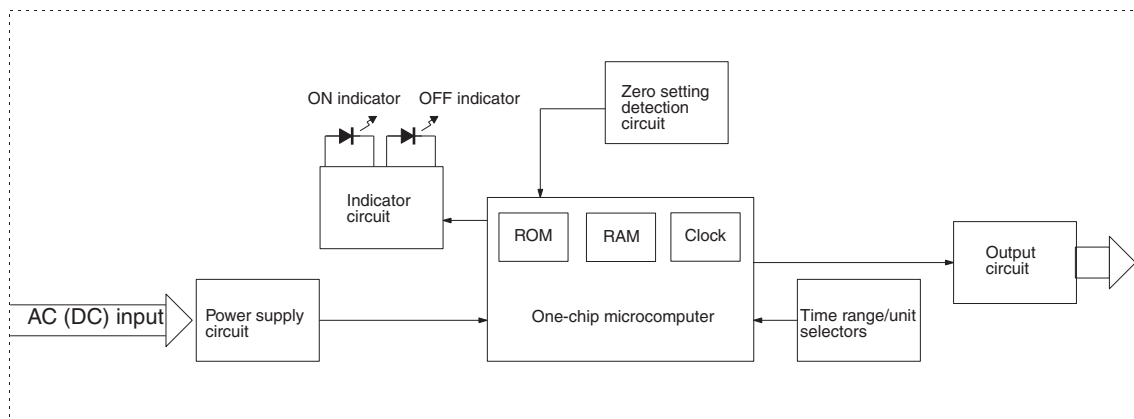 Zero setting
detection
circuit
ON indicator
OFF indicator
Indicator
circuit
ROM
RAM
Clock
Output
circuit
AC (DC) input
Power supply
circuit
One-chip microcomputer
Time range/unit
selectors